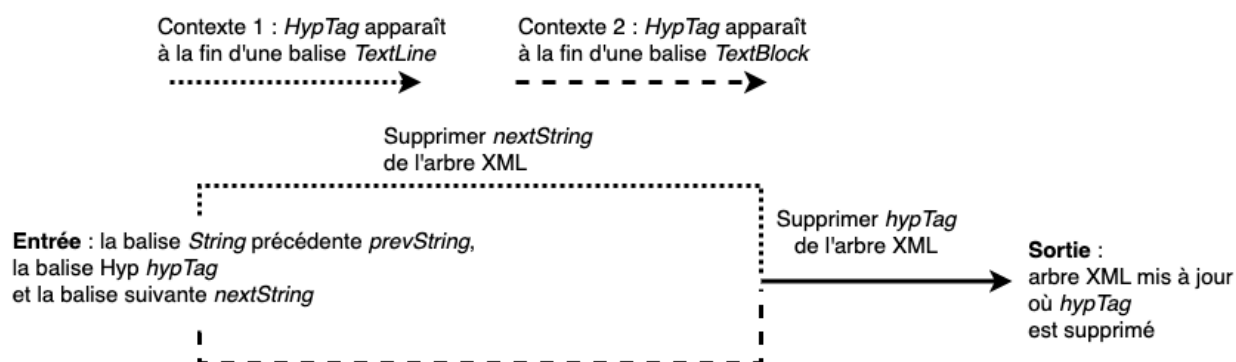 Contexte 1 : HypTag apparaît
à la fin d'une balise TextLine
Contexte 2 : HypTag apparaît
à la fin d'une balise TextBlock
Supprimer nextString
de l'arbre XML
Entrée : la balise String précédente prevString,
la balise Hyp hypTag
et la balise suivante nextString
Supprimer hypTag
de l'arbre XML
Sortie :
arbre XML mis à jour
où hypTag
est supprimé